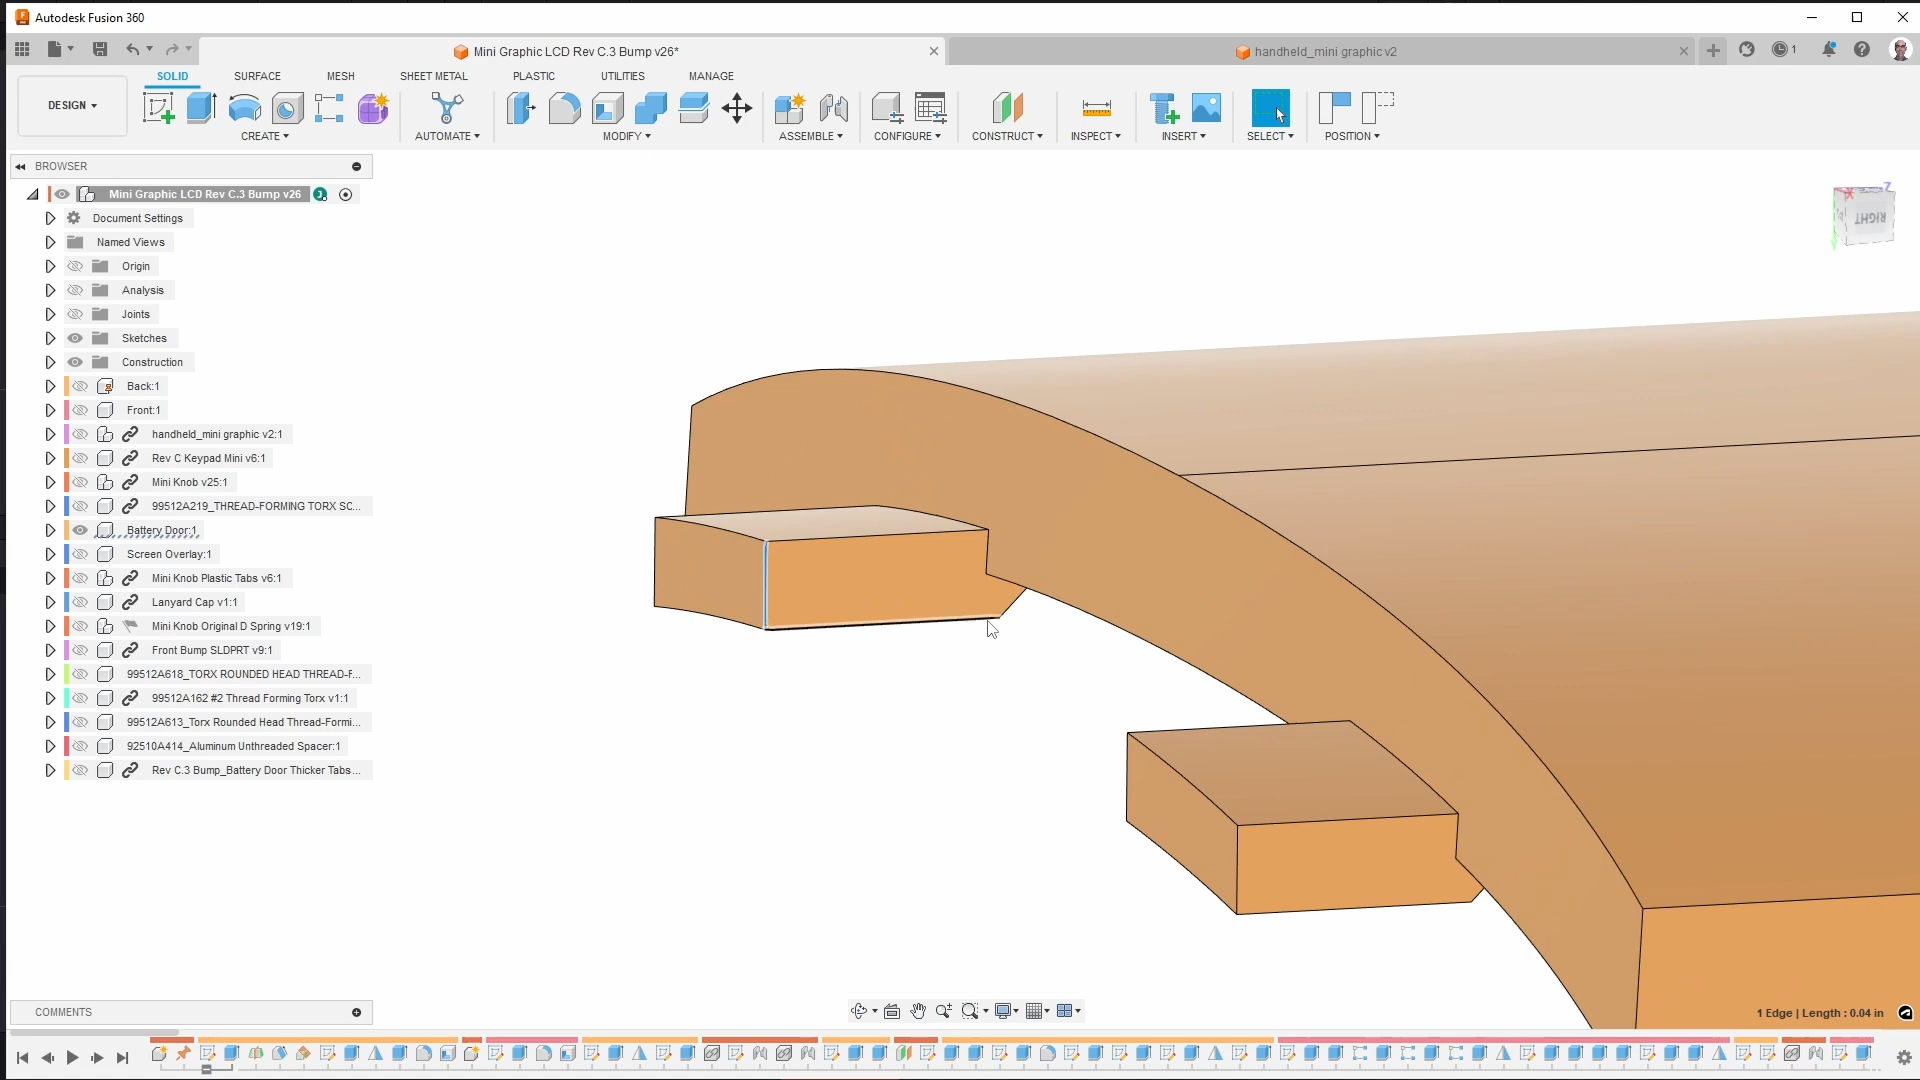 Autodesk Fusion 360
Mini Graphic LCD Rev C.3 Bump v26*
handheld_mini graphic v2
1
DESIGN
SOLID
SURFACE
MESH
SHEET METAL
PLASTIC
UTILITIES
MANAGE
CREATE
AUTOMATE
MODIFY
ASSEMBLE
CONFIGURE
CONSTRUCT
INSPECT
INSERT
SELECT
POSITION
BROWSER
Mini Graphic LCD Rev C.3 Bump v26
Document Settings
Named Views
Origin
Analysis
Joints
Sketches
Construction
Back:1
Front:1
handheld_mini graphic v2:1
Rev C Keypad Mini v6:1
Mini Knob v25:1
99512A219_THREAD-FORMING TORX SC...
Battery Door:1
Screen Overlay:1
Mini Knob Plastic Tabs v6:1
Lanyard Cap v1:1
Mini Knob Original D Spring v19:1
Front Bump SLDPRT v9:1
99512A618_TORX ROUNDED HEAD THREAD-F...
99512A162 #2 Thread Forming Torx v1:1
99512A613_Torx Rounded Head Thread-Formi...
92510A414_Aluminum Unthreaded Spacer:1
Rev C.3 Bump_Battery Door Thicker Tabs...
Z
X
RIGHT
COMMENTS
1 Edge | Length : 0.04 in